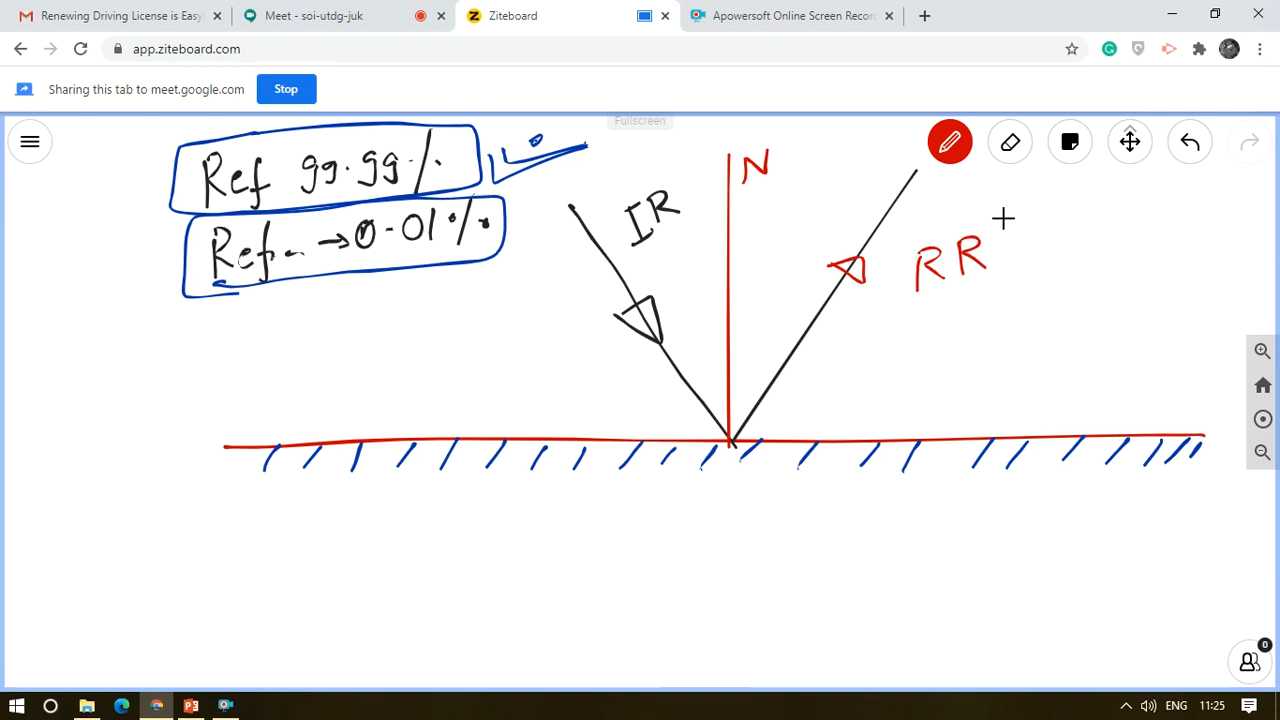 Renewing Driving License is Easy
Meet - soi-utdg-juk
Ziteboard
Apowersoft Online Screen Recor
app.ziteboard.com
Sharing this tab to meet.google.com
Stop
Fullscreen
Ref 99.99%
Ref → 0.01%
IR
N
RR
0
ENG
11:25